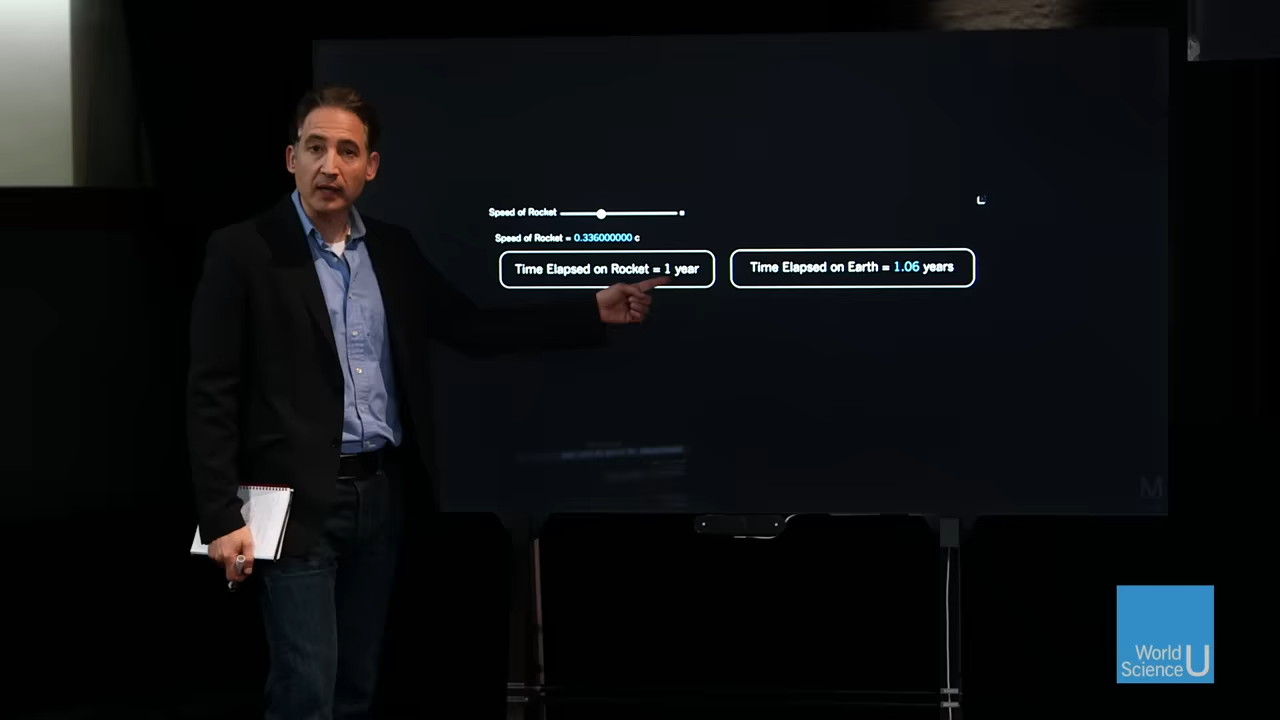 Speed of Rocket
Speed of Rocket = 0.336000000 c
Time Elapsed on Rocket = 1 year
Time Elapsed on Earth = 1.06 years
M
World
Science U